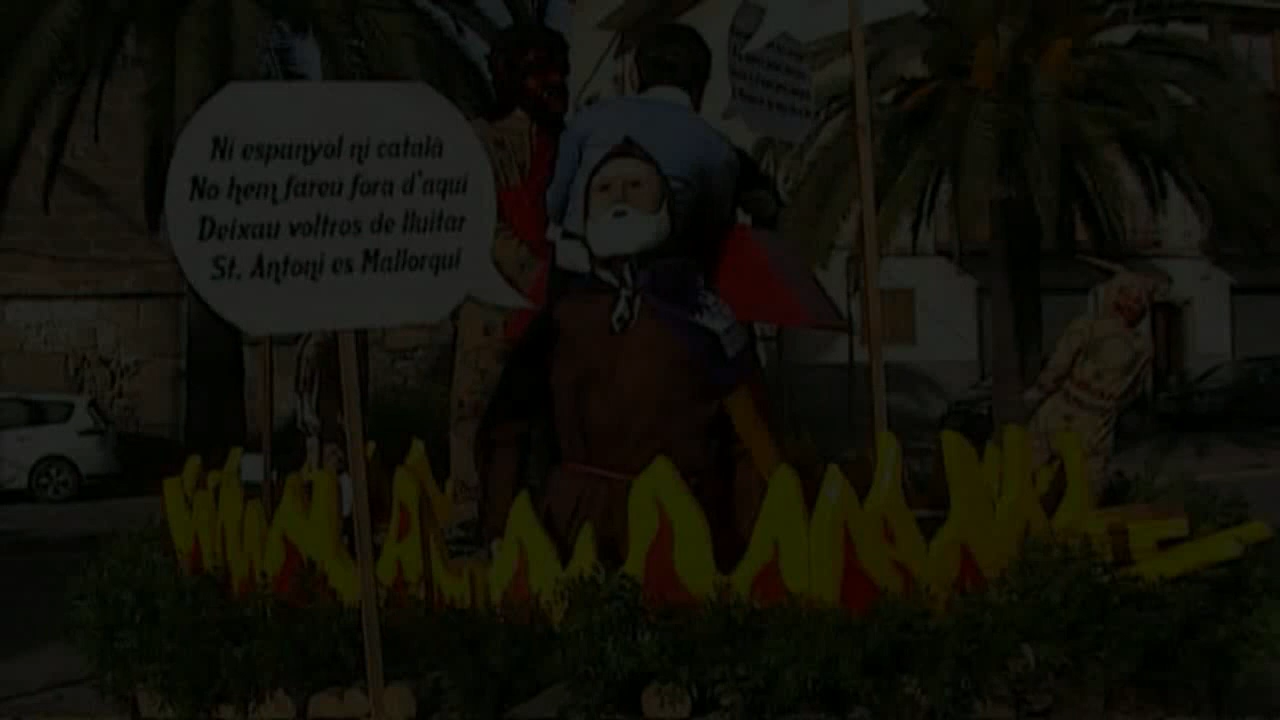 Ni espanyol ni català
No hem fareu fora d'aquí
Deixau voltros de lluitar
St. Antoni es Mallorquí